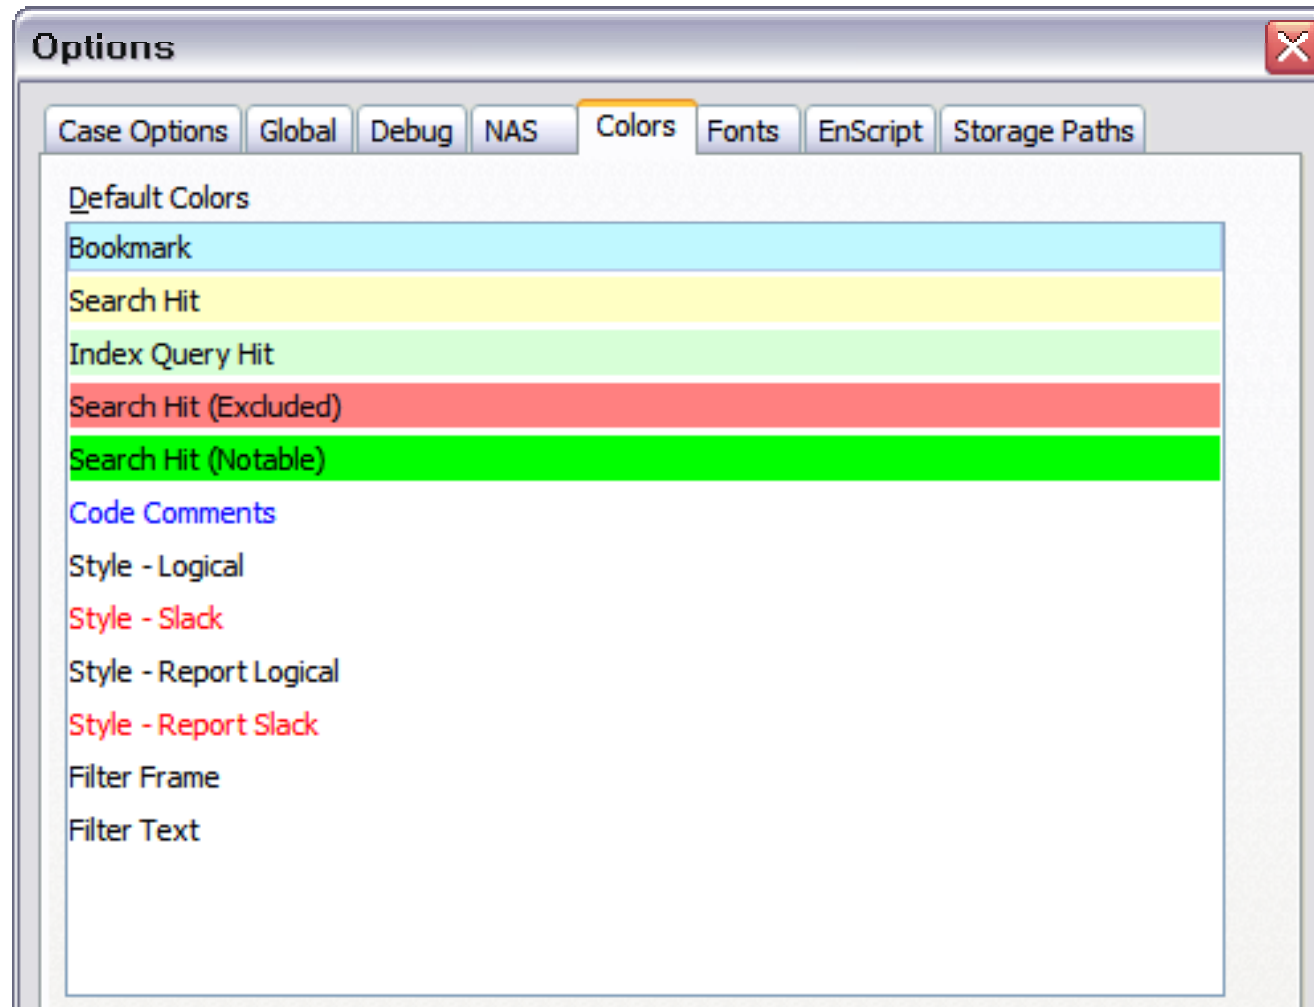 Options
Case Options Global Debug NAS Colors Fonts EnScript Storage Paths
Default Colors
Bookmark
Search Hit
Index Query Hit
Search Hit (Excluded)
Search Hit (Notable)
Code Comments
Style - Logical
Style - Slack
Style - Report Logical
Style - Report Slack
Filter Frame
Filter Text